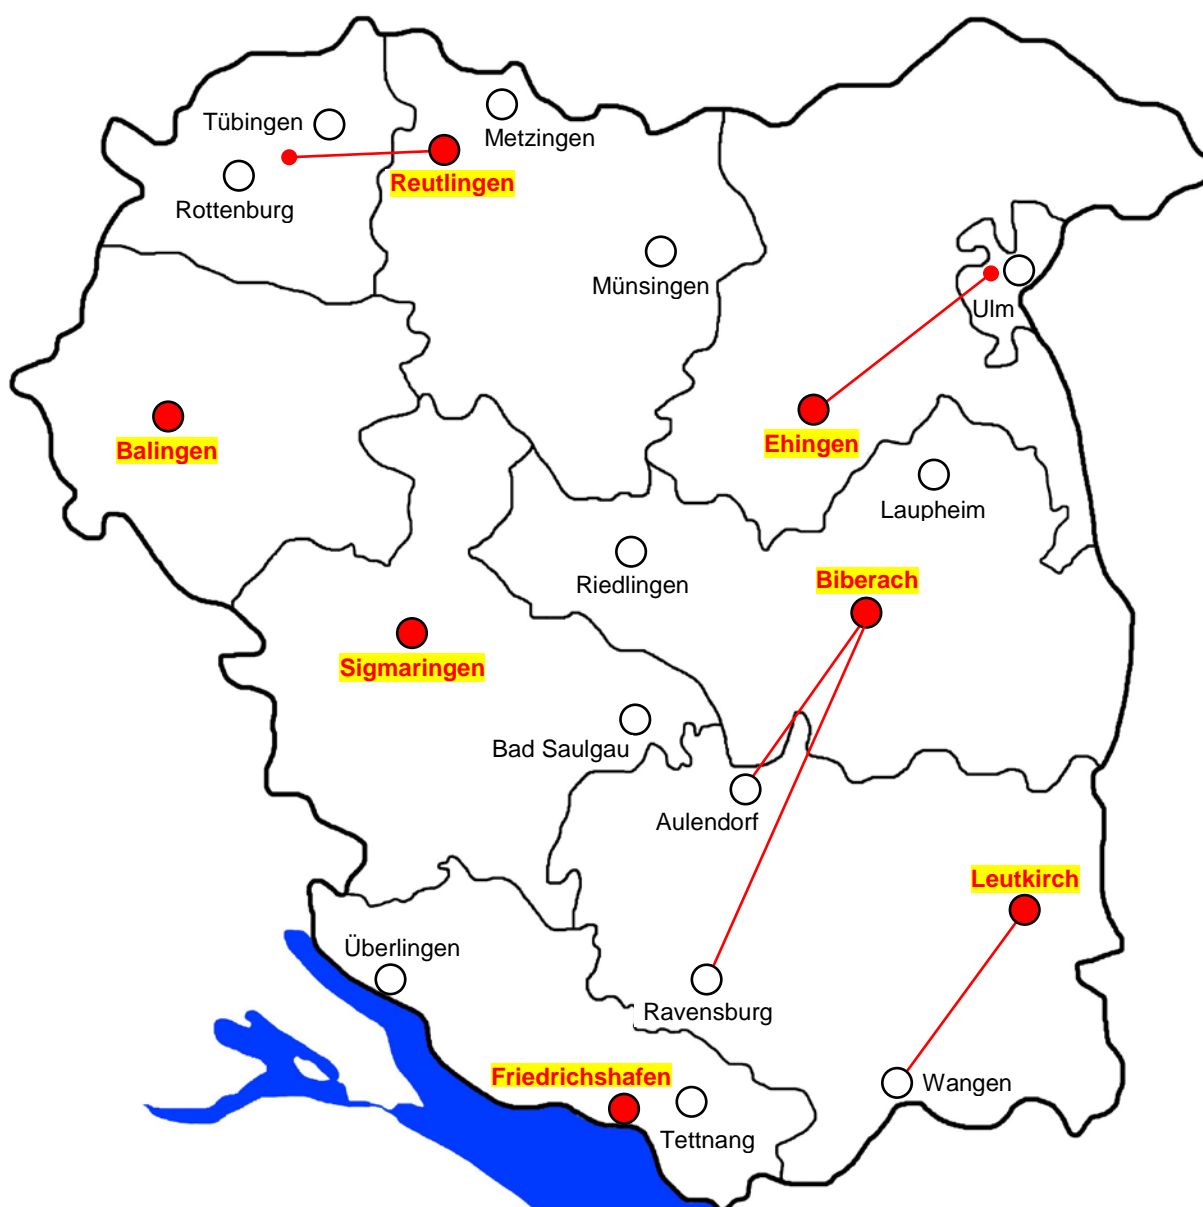 Tübingen
Metzingen
Reutlingen
Rottenburg
Münsingen
Ulm
Balingen
Ehingen
Laupheim
Riedlingen
Biberach
Sigmaringen
Bad Saulgau
Aulendorf
Leutkirch
Überlingen
Ravensburg
Friedrichshafen
Wangen
Tettnang